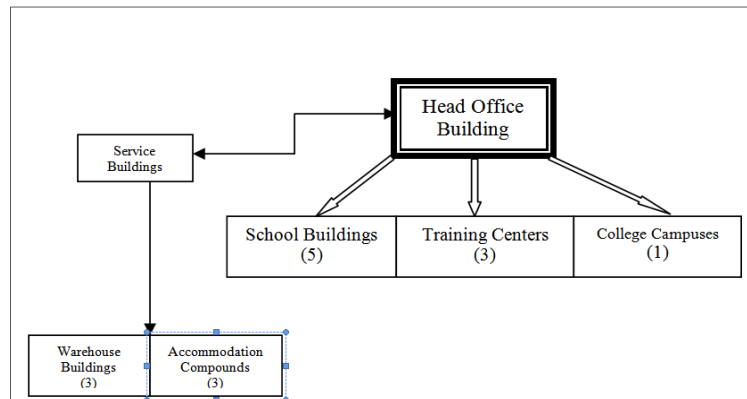 Head Office
Building
Service
Buildings
School Buildings
(5)
Training Centers
(3)
College Campuses
(1)
Warehouse
Buildings
(3)
Accommodation
Compounds
(3)